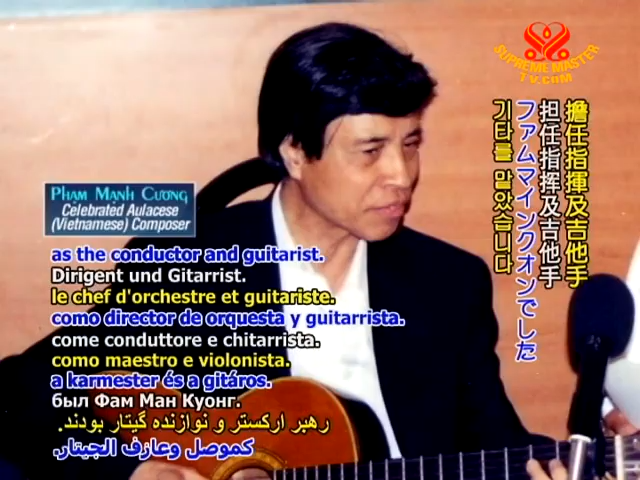 SUPREME MASTER
TV.COM
擔任指揮及吉他手
担任指挥及吉他手
ファムマインクオンでした
기타를 맡았습니다
PHẠM MẠNH CƯƠNG
Celebrated Aulacese
(Vietnamese) Composer
as the conductor and guitarist.
Dirigent und Gitarrist.
le chef d'orchestre et guitariste.
como director de orquesta y guitarrista.
come conduttore e chitarrista.
como maestro e violonista.
a karmester és a gitáros.
был Фам Ман Куонг.
رهبر ارکستر و نوازنده گیتار بودند.
كموصل وعازف الجيتار.